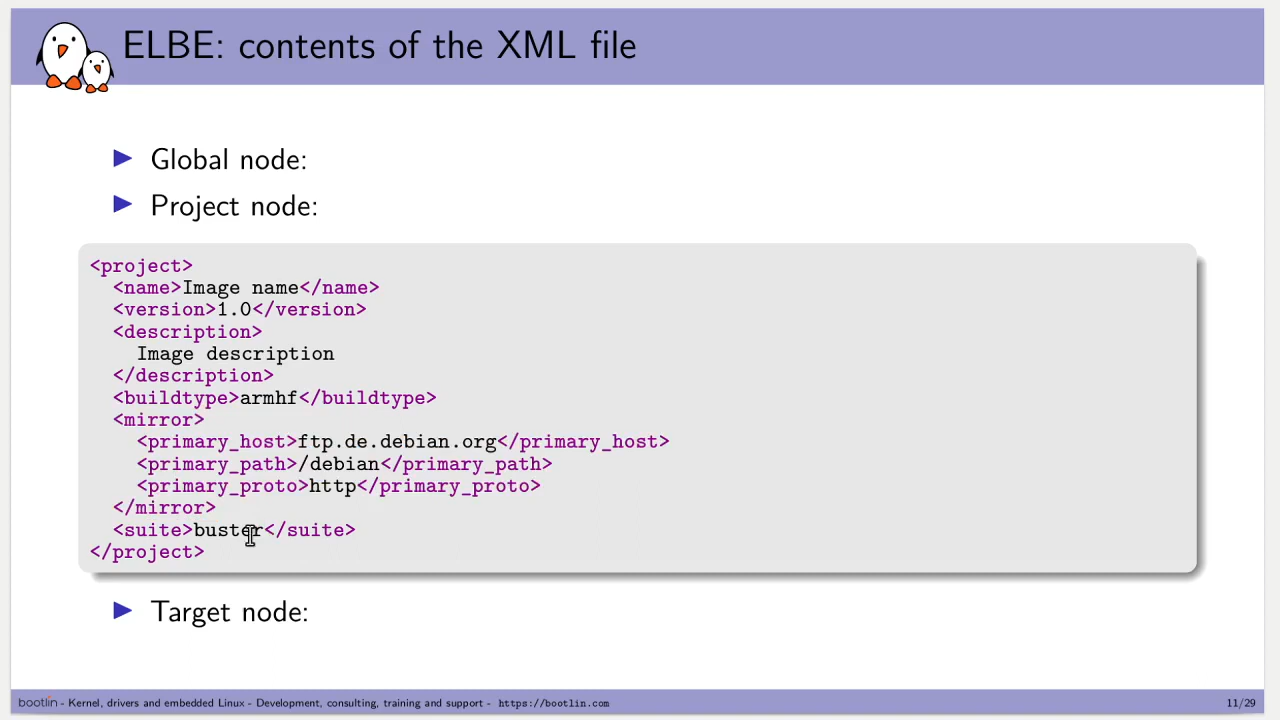 ELBE: contents of the XML file
▶ Global node:
▶ Project node:
<project>
  <name>Image name</name>
  <version>1.0</version>
  <description>
    Image description
  </description>
  <buildtype>armhf</buildtype>
  <mirror>
    <primary_host>ftp.de.debian.org</primary_host>
    <primary_path>/debian</primary_path>
    <primary_proto>http</primary_proto>
  </mirror>
  <suite>buster</suite>
</project>
▶ Target node:
bootlin - Kernel, drivers and embedded Linux - Development, consulting, training and support - https://bootlin.com
11/29